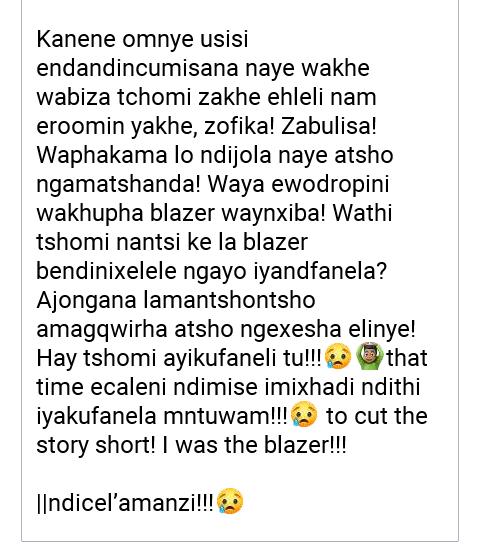 Kanene omnye usisi
endandincumisana naye wakhe
wabiza tchomi zakhe ehleli nam
eroomin yakhe, zofika! Zabulisa!
Waphakama lo ndijola naye atsho
ngamatshanda! Waya ewodropini
wakhupha blazer waynxiba! Wathi
tshomi nantsi ke la blazer
bendinixelele ngayo iyandfanela?
Ajongana lamantshontsho
amagqwirha atsho ngexesha elinye!
Hay tshomi ayikufaneli tu!!!😢🙆🏽‍♂️that
time ecaleni ndimise imixhadi ndithi
iyakufanela mntuwam!!!😢 to cut the
story short! I was the blazer!!!
||ndicel’amanzi!!!😢